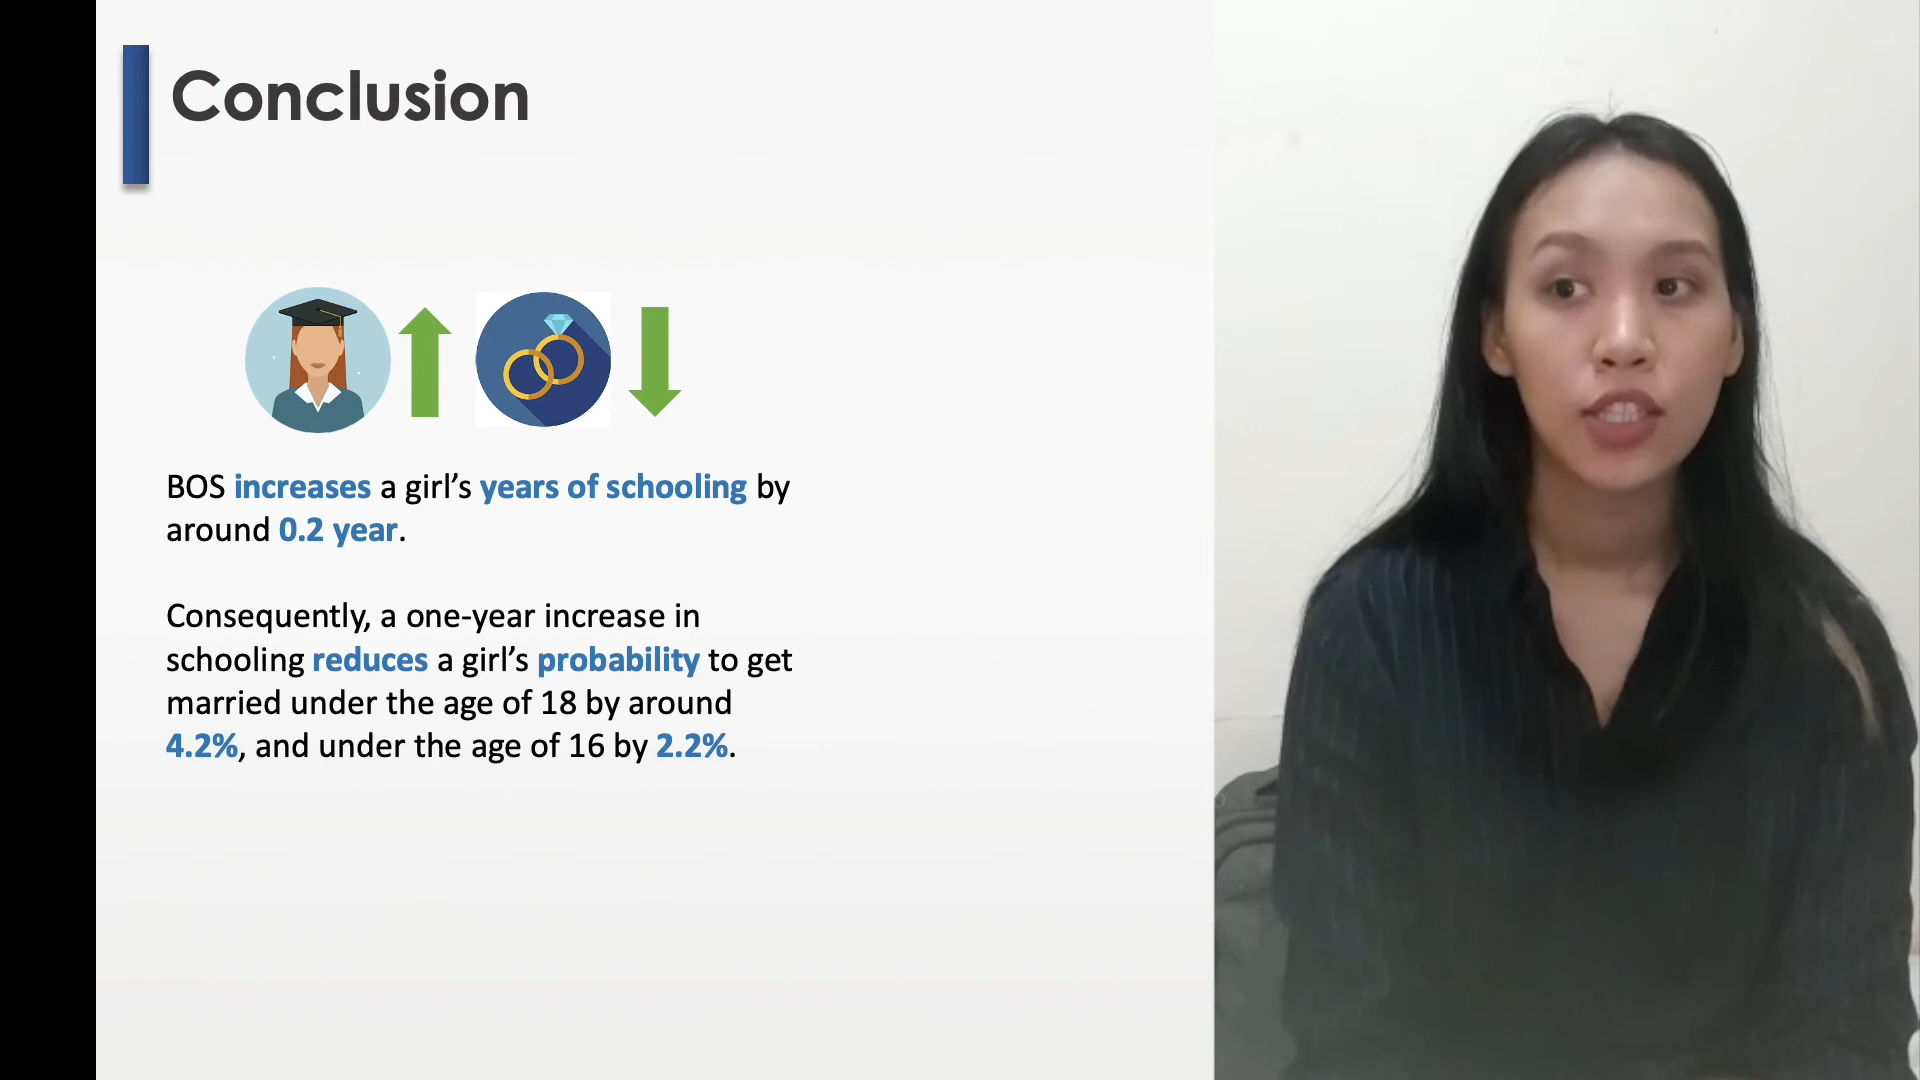 Conclusion
BOS increases a girl’s years of schooling by
around 0.2 year.
Consequently, a one-year increase in
schooling reduces a girl’s probability to get
married under the age of 18 by around
4.2%, and under the age of 16 by 2.2%.